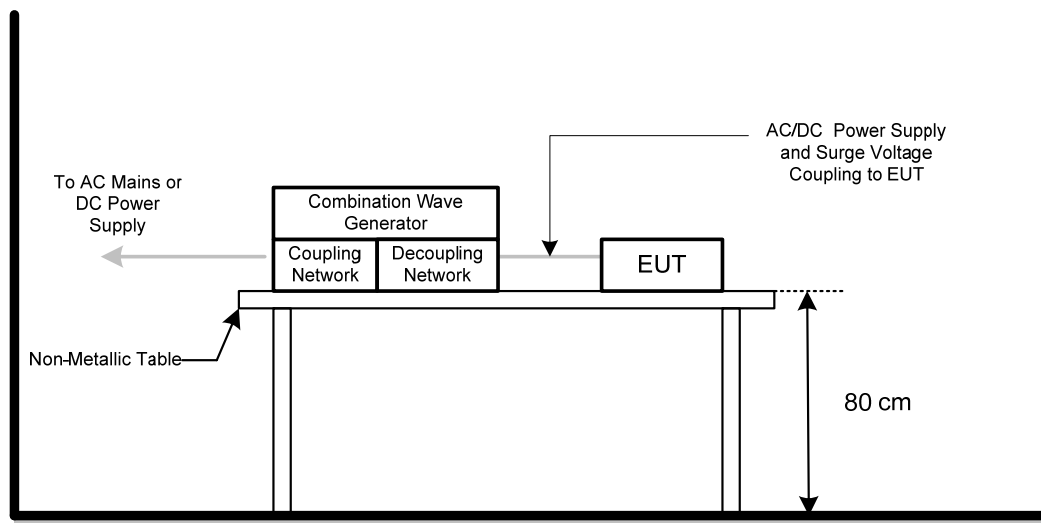 AC/DC Power Supply
and Surge Voltage
Coupling to EUT
To AC Mains or
DC Power
Supply
Combination Wave
Generator
Coupling
Network
Decoupling
Network
EUT
Non-Metallic Table
80 cm